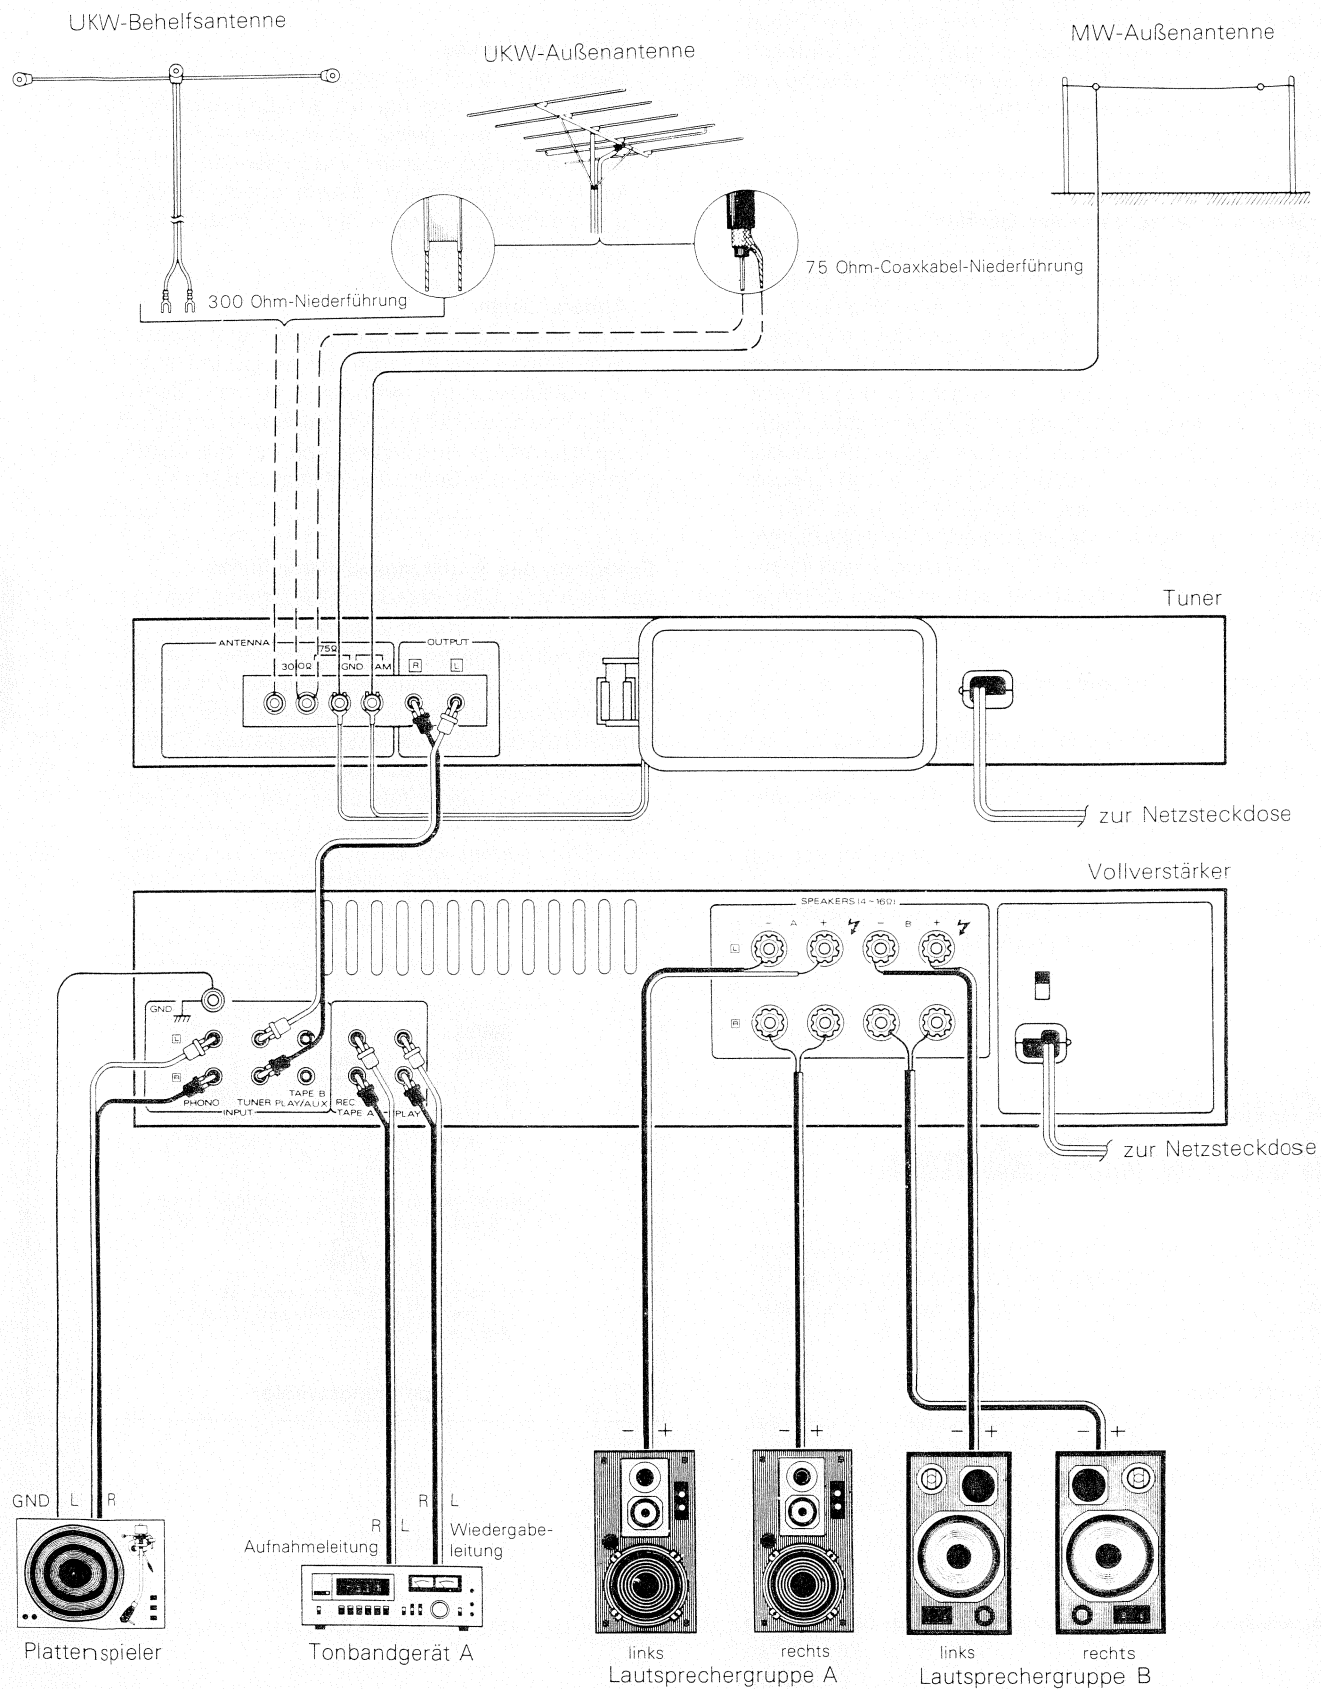 UKW-Behelfsantenne
UKW-Außenantenne
MW-Außenantenne
75 Ohm-Coaxkabel-Niederführung
300 Ohm-Niederführung
Tuner
ANTENNA
75Ω
OUTPUT
300Ω GND AM R L
zur Netzsteckdose
Vollverstärker
SPEAKERS (4~16Ω)
- A + - B +
L
GND
L
R
R
PHONO TUNER TAPE B PLAY/AUX REC PLAY
INPUT TAPE A
zur Netzsteckdose
- + - + - + - +
GND L R
R L
R L
Aufnahmeleitung
Wiedergabe-
leitung
Plattenspieler
Tonbandgerät A
links rechts links rechts
Lautsprechergruppe A Lautsprechergruppe B